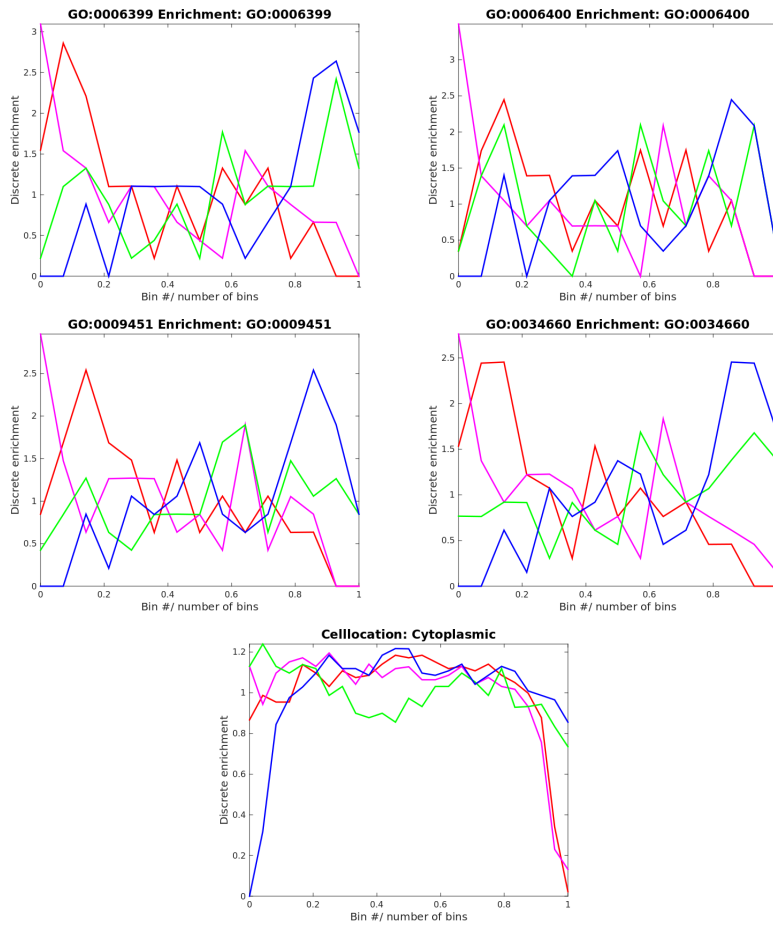 GO:0006399 Enrichment: GO:0006399
3
2.5
2
1.5
1
0.5
0
Discrete enrichment
0 0.2 0.4 0.6 0.8 1
Bin #/ number of bins
GO:0006400 Enrichment: GO:0006400
3
2.5
2
1.5
1
0.5
0
Discrete enrichment
0 0.2 0.4 0.6 0.8
Bin #/ number of bins
GO:0009451 Enrichment: GO:0009451
2.5
2
1.5
1
0.5
0
Discrete enrichment
0 0.2 0.4 0.6 0.8 1
Bin #/ number of bins
GO:0034660 Enrichment: GO:0034660
2.5
2
1.5
1
0.5
0
Discrete enrichment
0 0.2 0.4 0.6 0.8
Bin #/ number of bins
Celllocation: Cytoplasmic
1.2
1
0.8
0.6
0.4
0.2
0
Discrete enrichment
0 0.2 0.4 0.6 0.8 1
Bin #/ number of bins